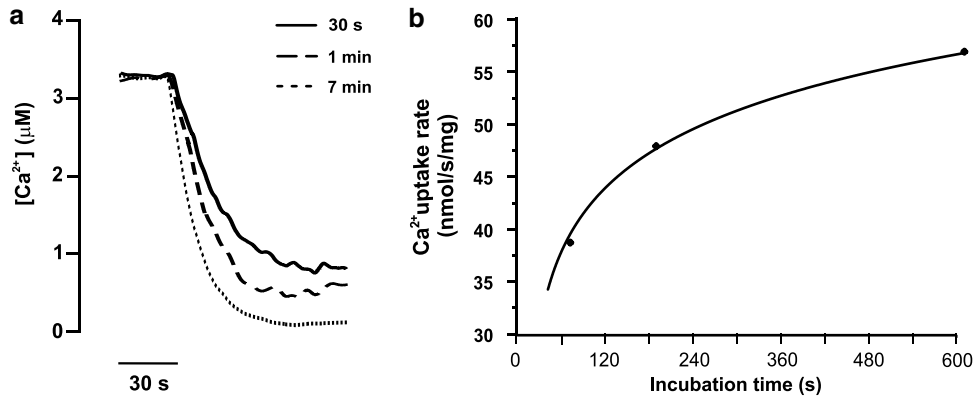 a
4
3
2
1
0
[Ca²⁺] (μM)
30 s
1 min
7 min
30 s
b
60
55
50
45
40
35
30
Ca²⁺uptake rate
(nmol/s/mg)
0 120 240 360 480 600
Incubation time (s)